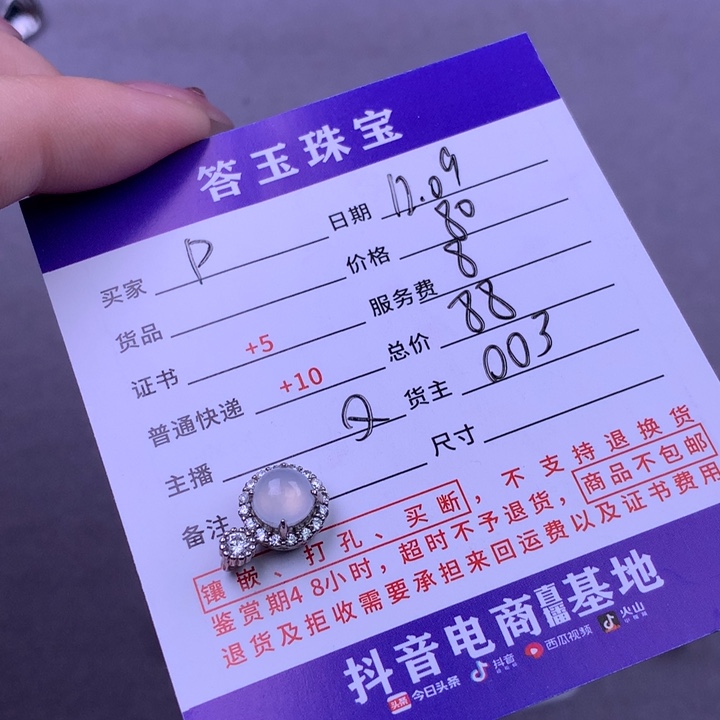 答玉珠宝
买家 P 日期 12.09
货品 价格 80
证书 +5 服务费 8
普通快递 +10 总价 88
主播 货主 003
备注 尺寸
镶嵌、打孔、买断，不支持退换货
鉴赏期48小时，超时不予退货，商品不包邮
退货及拒收需要承担来回运费以及证书费用
抖音电商直播基地
头条 今日头条 抖音 西瓜视频 火山